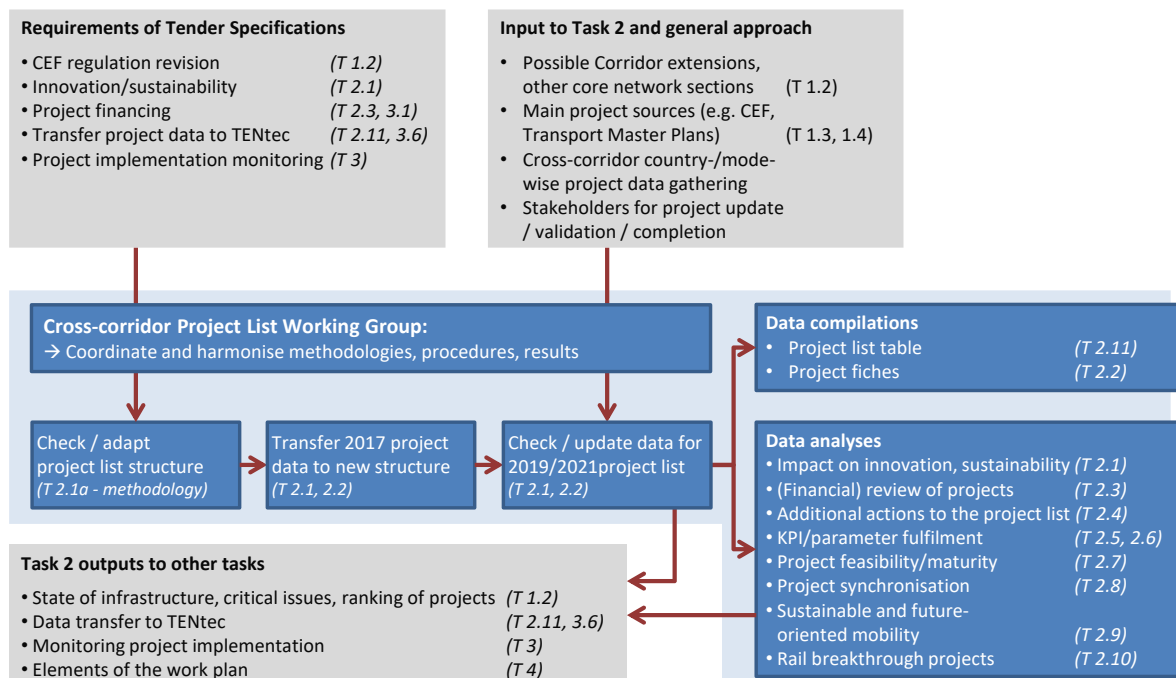 Requirements of Tender Specifications
• CEF regulation revision (T 1.2)
• Innovation/sustainability (T 2.1)
• Project financing (T 2.3, 3.1)
• Transfer project data to TENtec (T 2.11, 3.6)
• Project implementation monitoring (T 3)
Input to Task 2 and general approach
• Possible Corridor extensions,
other core network sections (T 1.2)
• Main project sources (e.g. CEF,
Transport Master Plans) (T 1.3, 1.4)
• Cross-corridor country-/mode-
wise project data gathering
• Stakeholders for project update
/ validation / completion
Cross-corridor Project List Working Group:
→ Coordinate and harmonise methodologies, procedures, results
Check / adapt
project list structure
(T 2.1a - methodology)
Transfer 2017 project
data to new structure
(T 2.1, 2.2)
Check / update data for
2019/2021project list
(T 2.1, 2.2)
Data compilations
• Project list table (T 2.11)
• Project fiches (T 2.2)
Data analyses
• Impact on innovation, sustainability (T 2.1)
• (Financial) review of projects (T 2.3)
• Additional actions to the project list (T 2.4)
• KPI/parameter fulfilment (T 2.5, 2.6)
• Project feasibility/maturity (T 2.7)
• Project synchronisation (T 2.8)
• Sustainable and future-
oriented mobility (T 2.9)
• Rail breakthrough projects (T 2.10)
Task 2 outputs to other tasks
• State of infrastructure, critical issues, ranking of projects (T 1.2)
• Data transfer to TENtec (T 2.11, 3.6)
• Monitoring project implementation (T 3)
• Elements of the work plan (T 4)